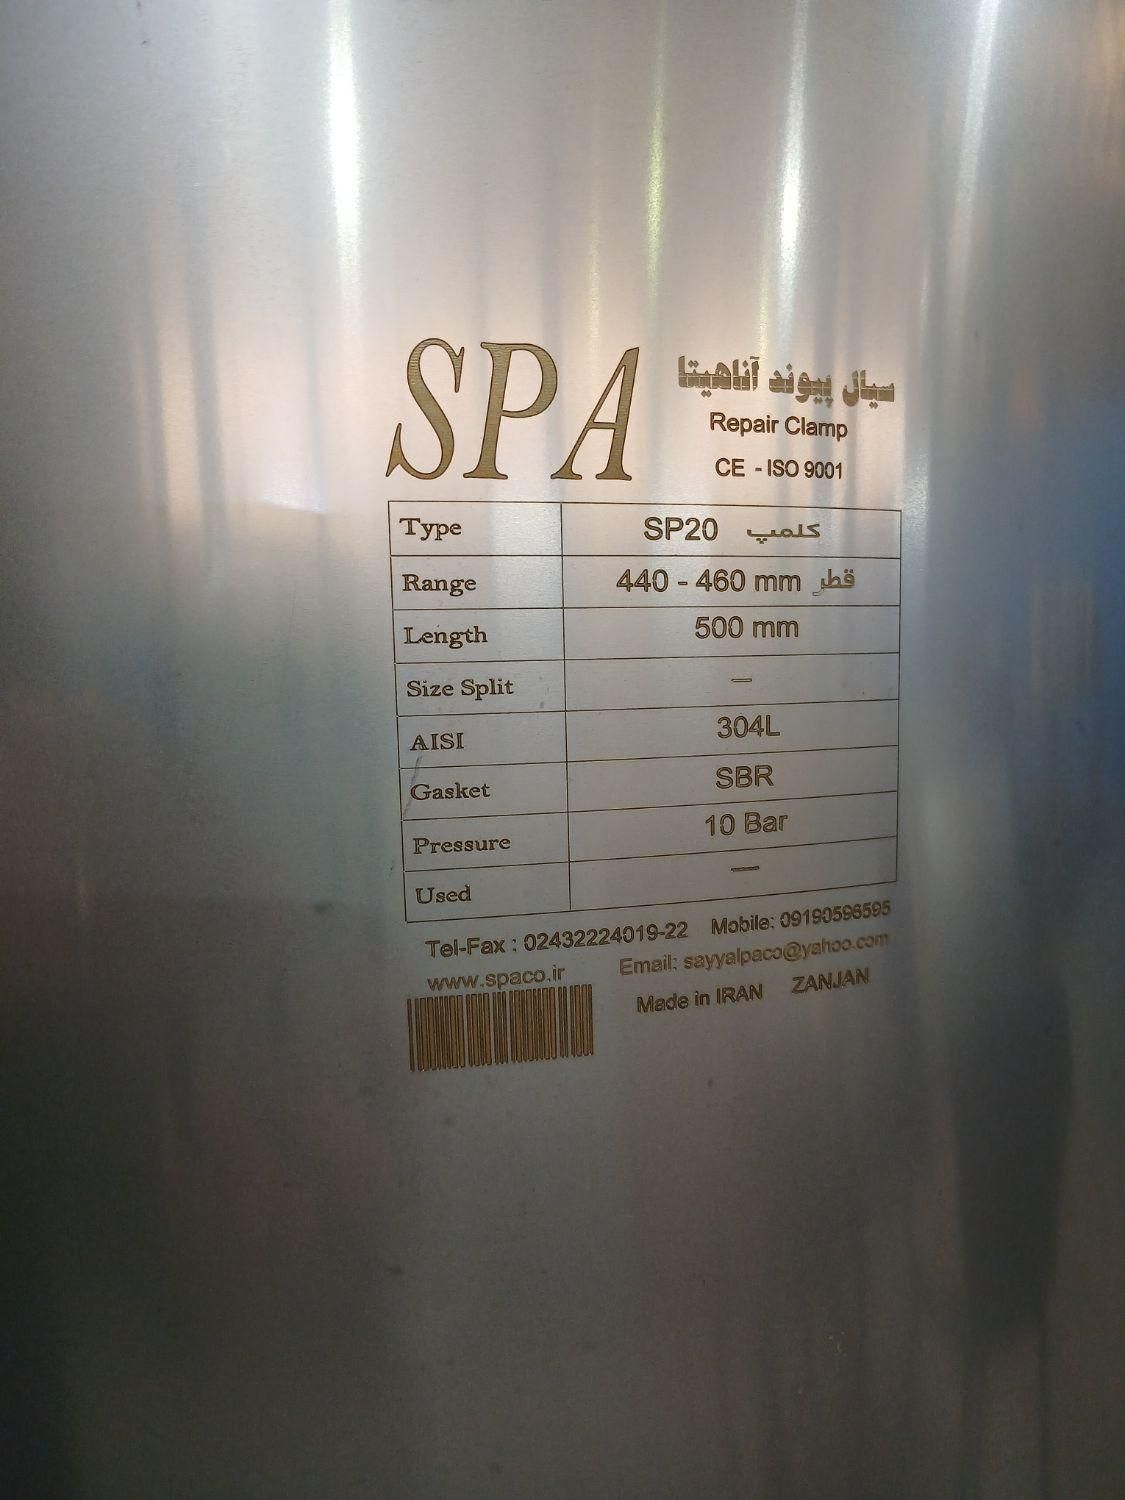 SPA
سیال پیوند آناهیتا
Repair Clamp
CE - ISO 9001
Type SP20 کلمپ
Range 440 - 460 mm قطر
Length 500 mm
Size Split —
AISI 304L
Gasket SBR
Pressure 10 Bar
Used —
Tel-Fax : 02432224019-22 Mobile: 09190596595
www.spaco.ir Email: sayyalpaco@yahoo.com
Made in IRAN ZANJAN